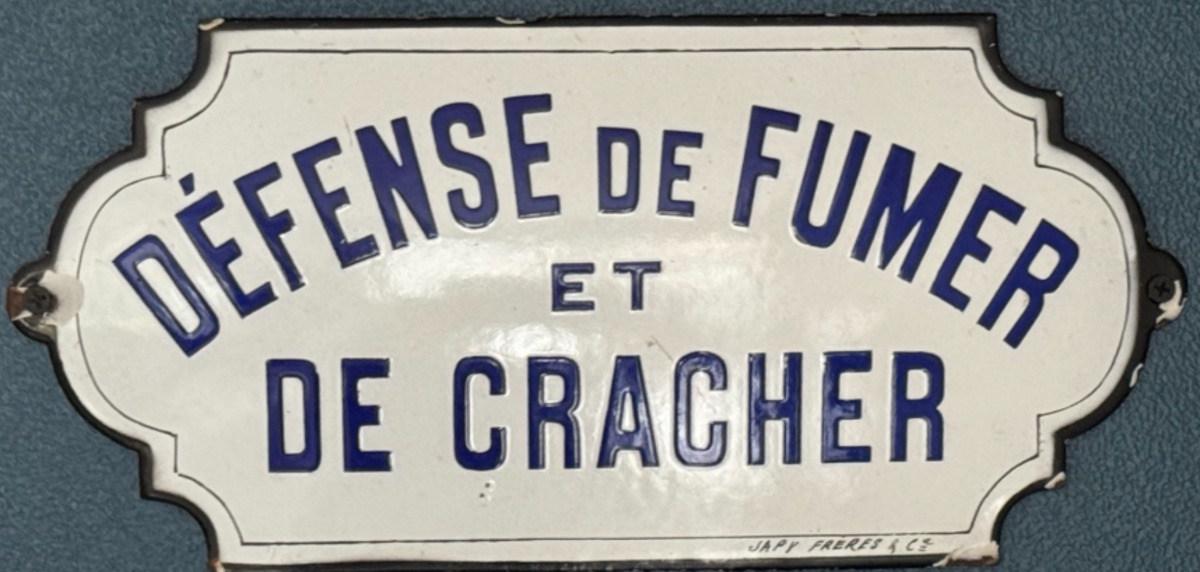 DÉFENSE DE FUMER
ET
DE CRACHER
JAPY FRERES & Cie